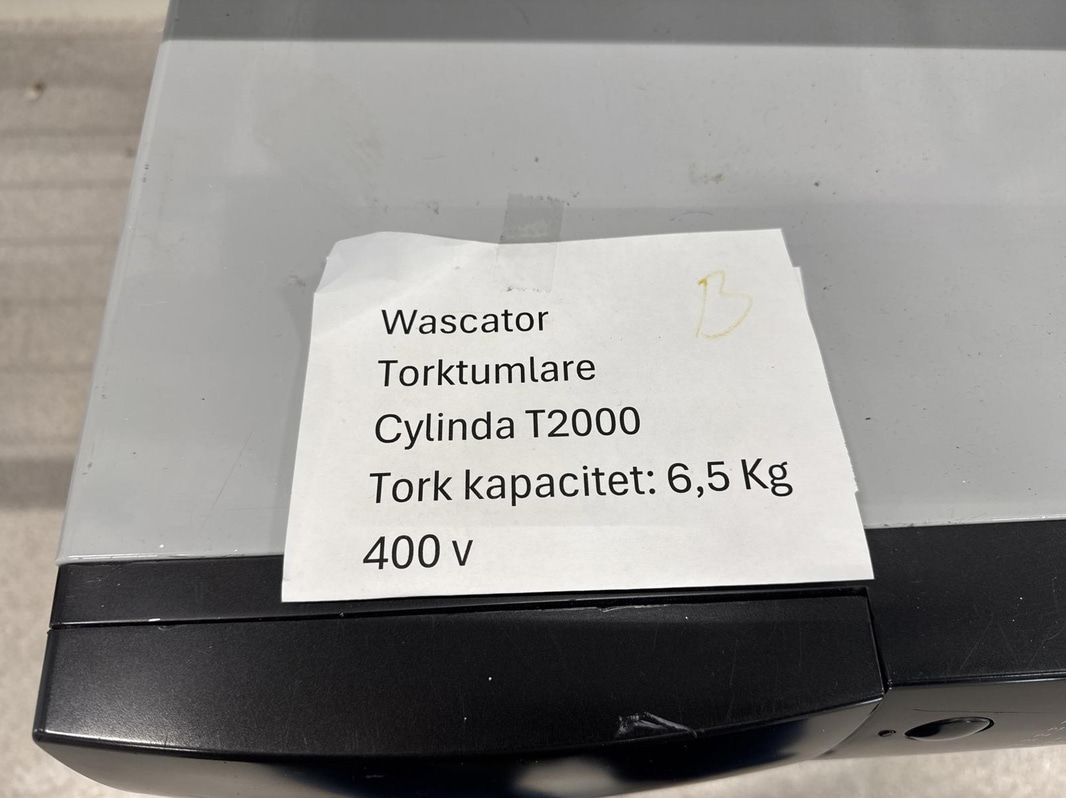 B
Wascator
Torktumlare
Cylinda T2000
Tork kapacitet: 6,5 Kg
400 v